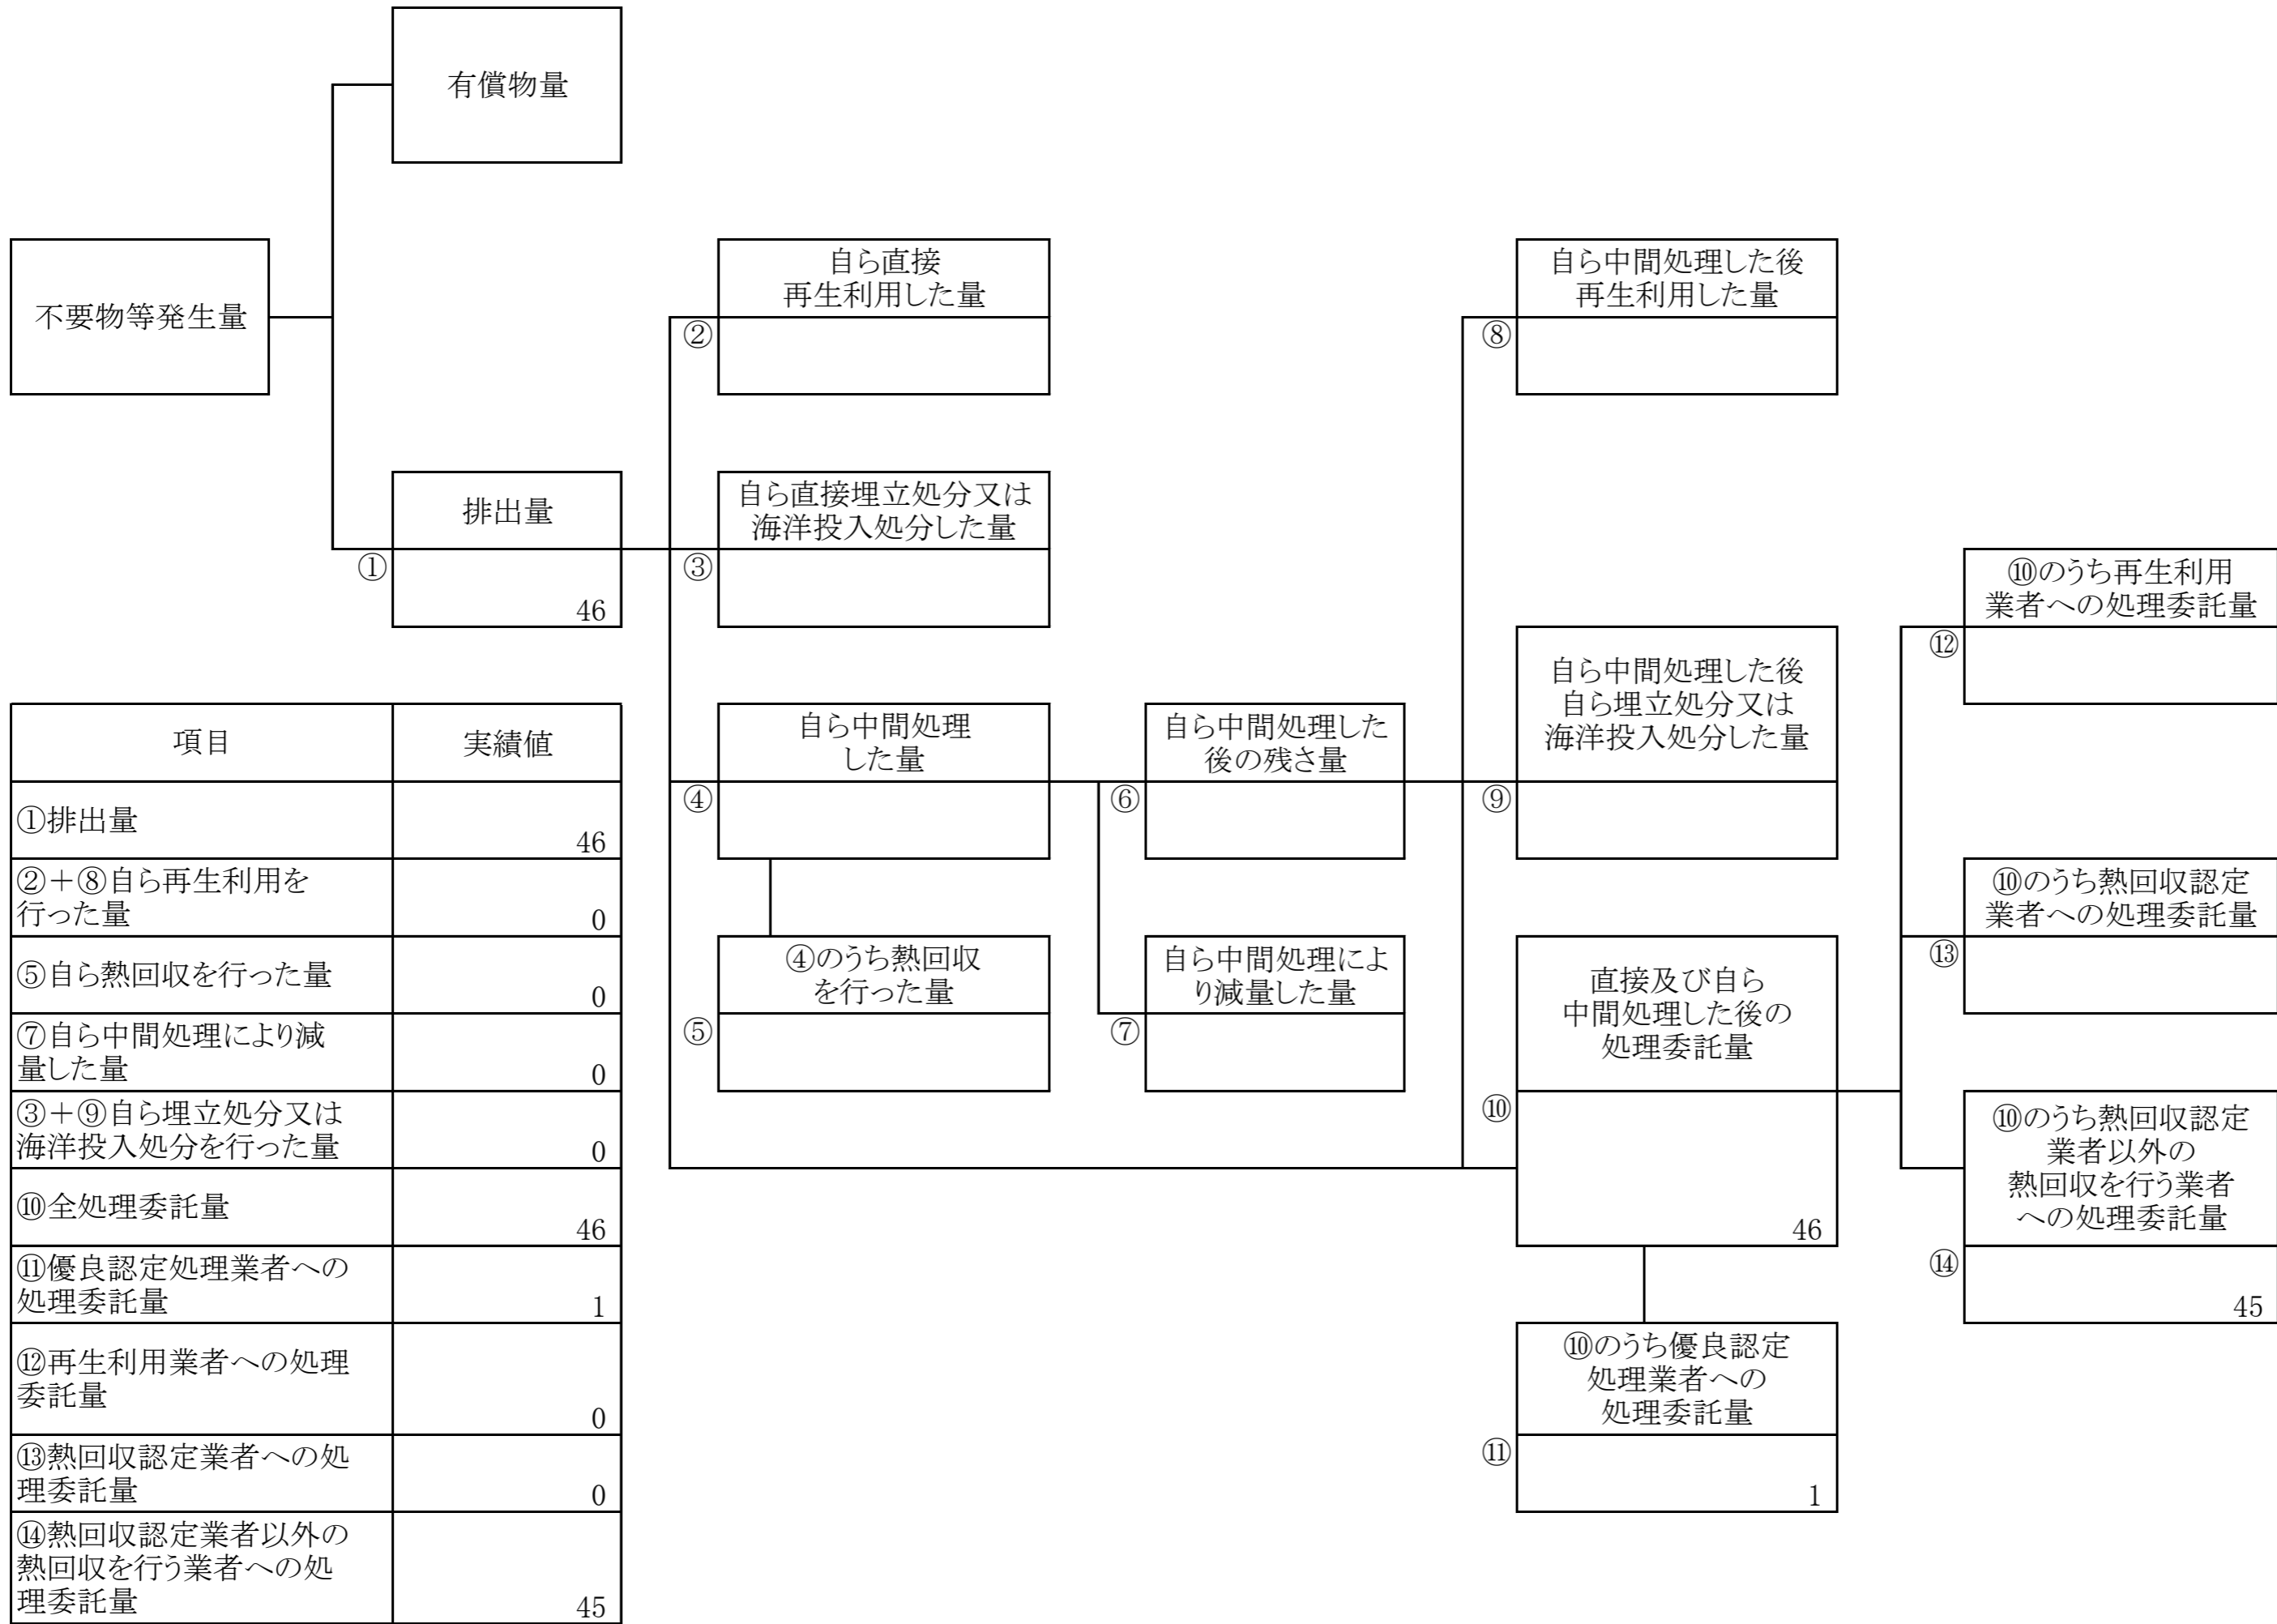 有償物量
不要物等発生量
自ら直接
再生利用した量
②
自ら中間処理した後
再生利用した量
⑧
排出量
①
46
自ら直接埋立処分又は
海洋投入処分した量
③
⑩のうち再生利用
業者への処理委託量
⑫
自ら中間処理
した量
④
自ら中間処理した
後の残さ量
⑥
自ら中間処理した後
自ら埋立処分又は
海洋投入処分した量
⑨
④のうち熱回収
を行った量
⑤
自ら中間処理によ
り減量した量
⑦
直接及び自ら
中間処理した後の
処理委託量
⑩
46
⑩のうち熱回収認定
業者への処理委託量
⑬
⑩のうち熱回収認定
業者以外の
熱回収を行う業者
への処理委託量
⑭
45
⑩のうち優良認定
処理業者への
処理委託量
⑪
1
項目
実績値
①排出量
46
②＋⑧自ら再生利用を
行った量
0
⑤自ら熱回収を行った量
0
⑦自ら中間処理により減
量した量
0
③＋⑨自ら埋立処分又は
海洋投入処分を行った量
0
⑩全処理委託量
46
⑪優良認定処理業者への
処理委託量
1
⑫再生利用業者への処理
委託量
0
⑬熱回収認定業者への処
理委託量
0
⑭熱回収認定業者以外の
熱回収を行う業者への処
理委託量
45